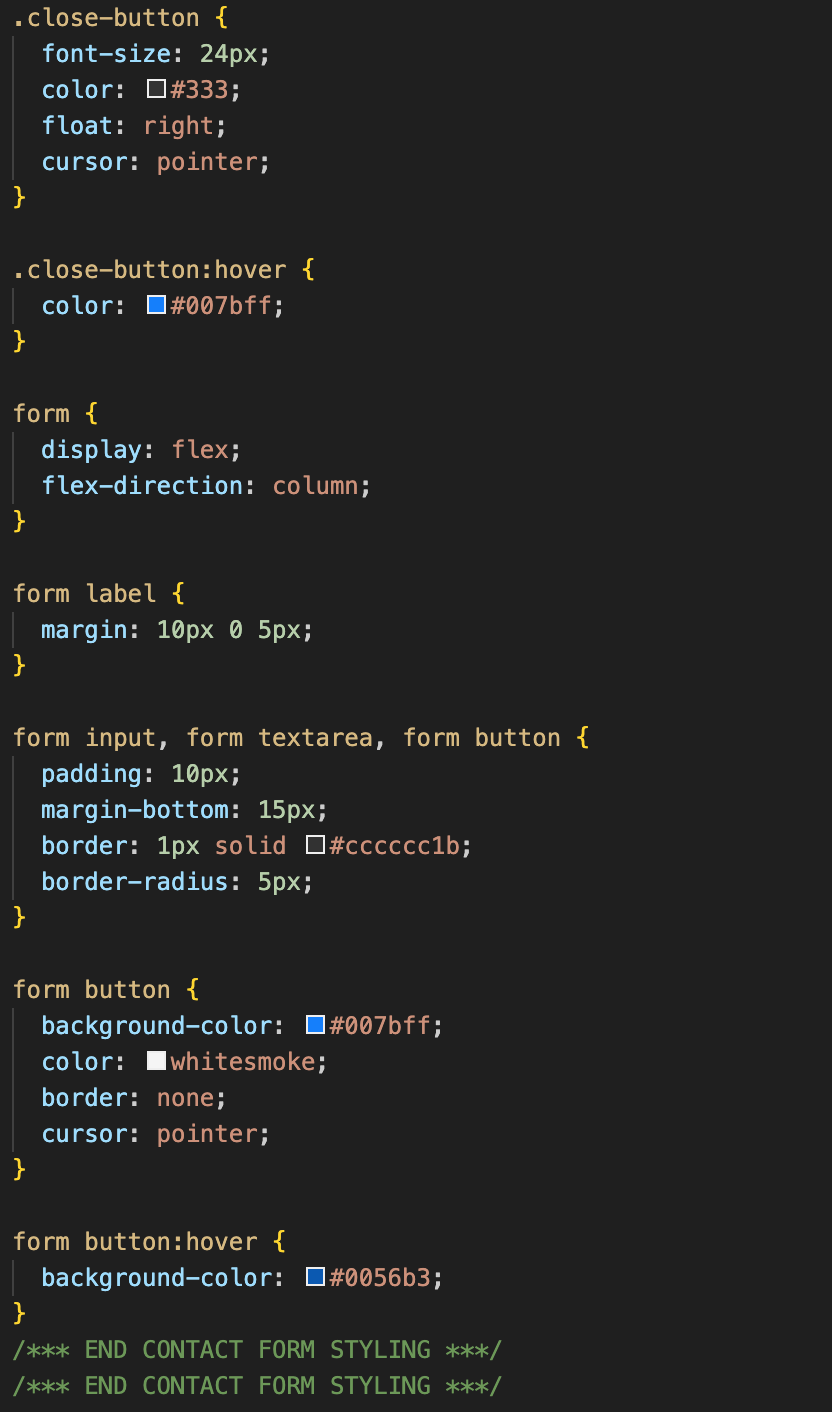 .close-button {
  font-size: 24px;
  color: #333;
  float: right;
  cursor: pointer;
}

.close-button:hover {
  color: #007bff;
}

form {
  display: flex;
  flex-direction: column;
}

form label {
  margin: 10px 0 5px;
}

form input, form textarea, form button {
  padding: 10px;
  margin-bottom: 15px;
  border: 1px solid #cccccc1b;
  border-radius: 5px;
}

form button {
  background-color: #007bff;
  color: whitesmoke;
  border: none;
  cursor: pointer;
}

form button:hover {
  background-color: #0056b3;
}
/*** END CONTACT FORM STYLING ***/
/*** END CONTACT FORM STYLING ***/